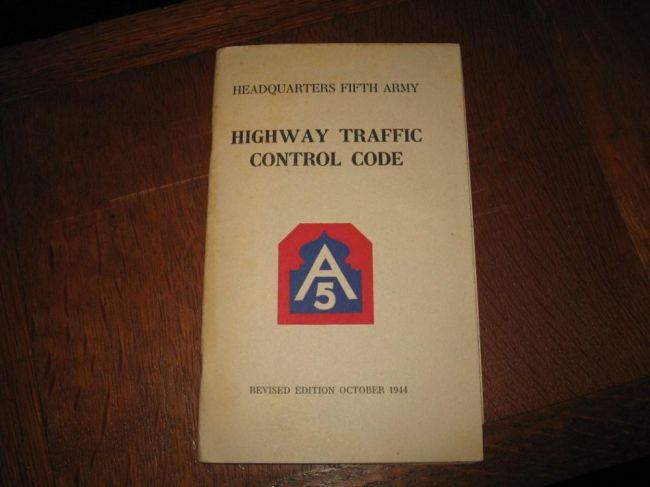 HEADQUARTERS FIFTH ARMY
HIGHWAY TRAFFIC
CONTROL CODE
A
5
REVISED EDITION OCTOBER 1944